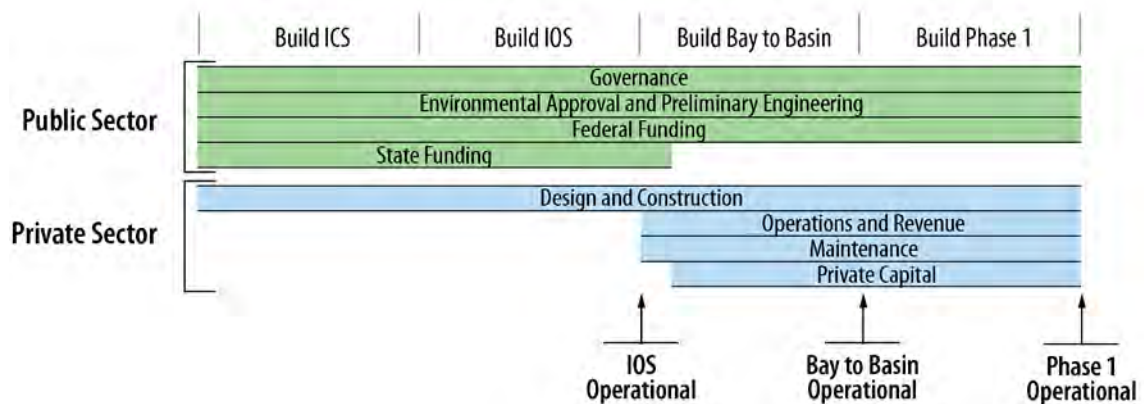 Build ICS
Build IOS
Build Bay to Basin
Build Phase 1
Public Sector
Governance
Environmental Approval and Preliminary Engineering
Federal Funding
State Funding
Private Sector
Design and Construction
Operations and Revenue
Maintenance
Private Capital
IOS
Operational
Bay to Basin
Operational
Phase 1
Operational